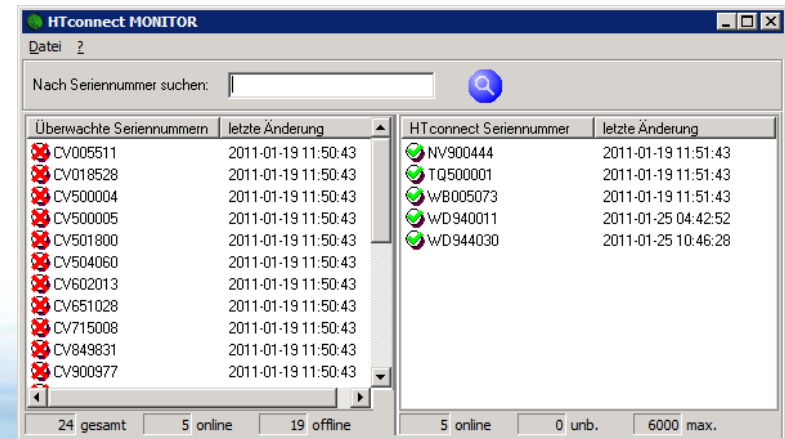 HTconnect MONITOR
Datei ?
Nach Seriennummer suchen:
Überwachte Seriennummern letzte Änderung
CV005511 2011-01-19 11:50:43
CV018528 2011-01-19 11:50:43
CV500004 2011-01-19 11:50:43
CV500005 2011-01-19 11:50:43
CV501800 2011-01-19 11:50:43
CV504060 2011-01-19 11:50:43
CV602013 2011-01-19 11:50:43
CV651028 2011-01-19 11:50:43
CV715008 2011-01-19 11:50:43
CV849831 2011-01-19 11:50:43
CV900977 2011-01-19 11:50:43
24 gesamt 5 online 19 offline
HTconnect Seriennummer letzte Änderung
NV900444 2011-01-19 11:51:43
TQ500001 2011-01-19 11:51:43
WB005073 2011-01-19 11:51:43
WD940011 2011-01-25 04:42:52
WD944030 2011-01-25 10:46:28
5 online 0 unb. 6000 max.